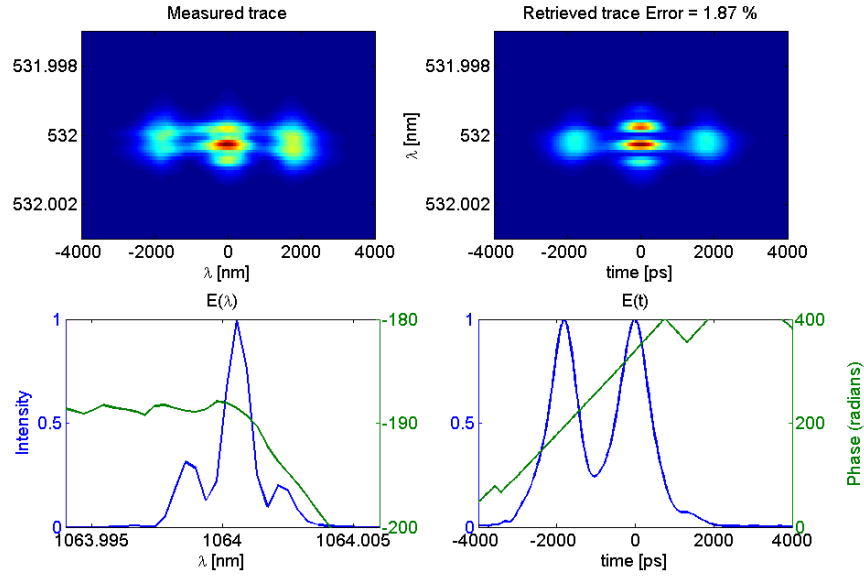 Measured trace
Retrieved trace Error = 1.87 %
531.998
532
532.002
-4000 -2000 0 2000 4000
λ [nm]
λ [nm]
531.998
532
532.002
-4000 -2000 0 2000 4000
time [ps]
E(λ)
Intensity
1
0.5
0
-180
-190
-200
1063.995 1064 1064.005
λ [nm]
E(t)
1
0.5
0
400
200
0
Phase (radians)
-4000 -2000 0 2000 4000
time [ps]